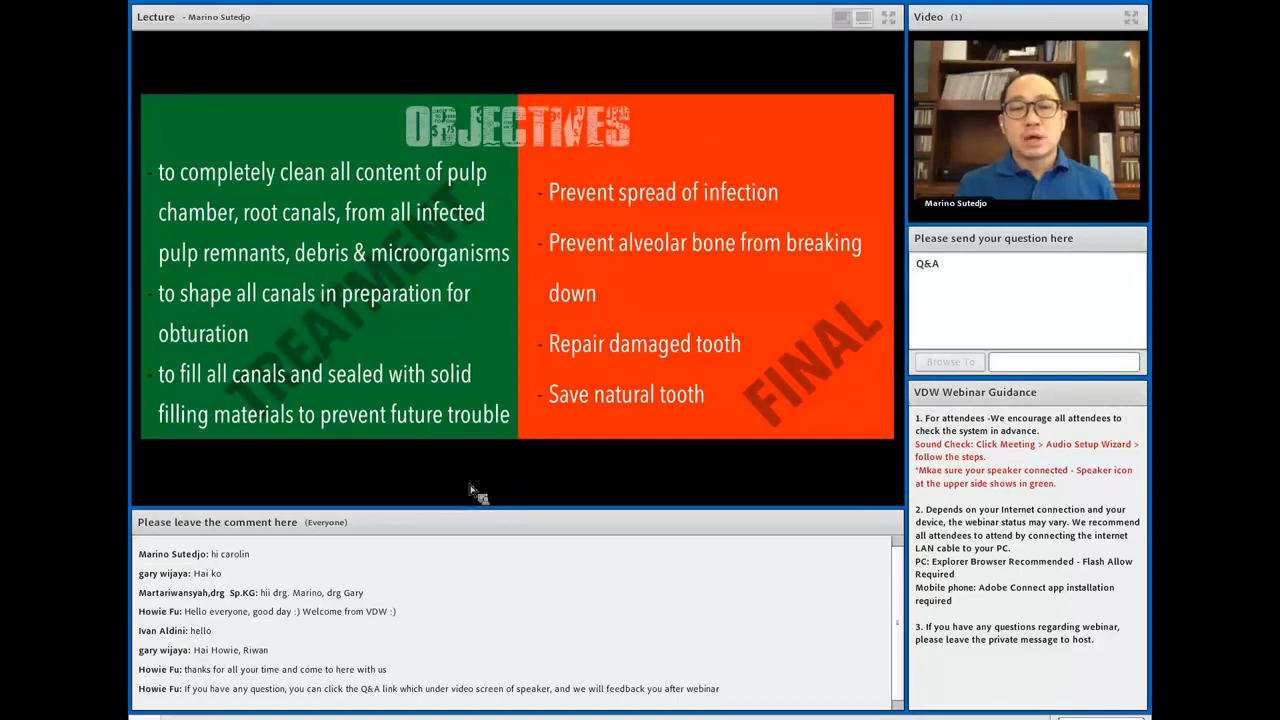 Lecture - Marino Sutedjo
OBJECTIVES
TREATMENT
- to completely clean all content of pulp
chamber, root canals, from all infected
pulp remnants, debris & microorganisms
- to shape all canals in preparation for
obturation
- to fill all canals and sealed with solid
filling materials to prevent future trouble
FINAL
- Prevent spread of infection
- Prevent alveolar bone from breaking
down
- Repair damaged tooth
- Save natural tooth
Please leave the comment here (Everyone)
Marino Sutedjo: hi carolin
gary wijaya: Hai ko
Martariwansyah,drg Sp.KG: hii drg. Marino, drg Gary
Howie Fu: Hello everyone, good day :) Welcome from VDW :)
Ivan Aldini: hello
gary wijaya: Hai Howie, Riwan
Howie Fu: thanks for all your time and come to here with us
Howie Fu: If you have any question, you can click the Q&A link which under video screen of speaker, and we will feedback you after webinar
Video (1)
Marino Sutedjo
Please send your question here
Q&A
Browse To
VDW Webinar Guidance
1. For attendees -We encourage all attendees to
check the system in advance.
Sound Check: Click Meeting > Audio Setup Wizard >
follow the steps.
*Mkae sure your speaker connected - Speaker icon
at the upper side shows in green.
2. Depends on your Internet connection and your
device, the webinar status may vary. We recommend
all attendees to attend by connecting the internet
LAN cable to your PC.
PC: Explorer Browser Recommended - Flash Allow
Required
Mobile phone: Adobe Connect app installation
required
3. If you have any questions regarding webinar,
please leave the private message to host.